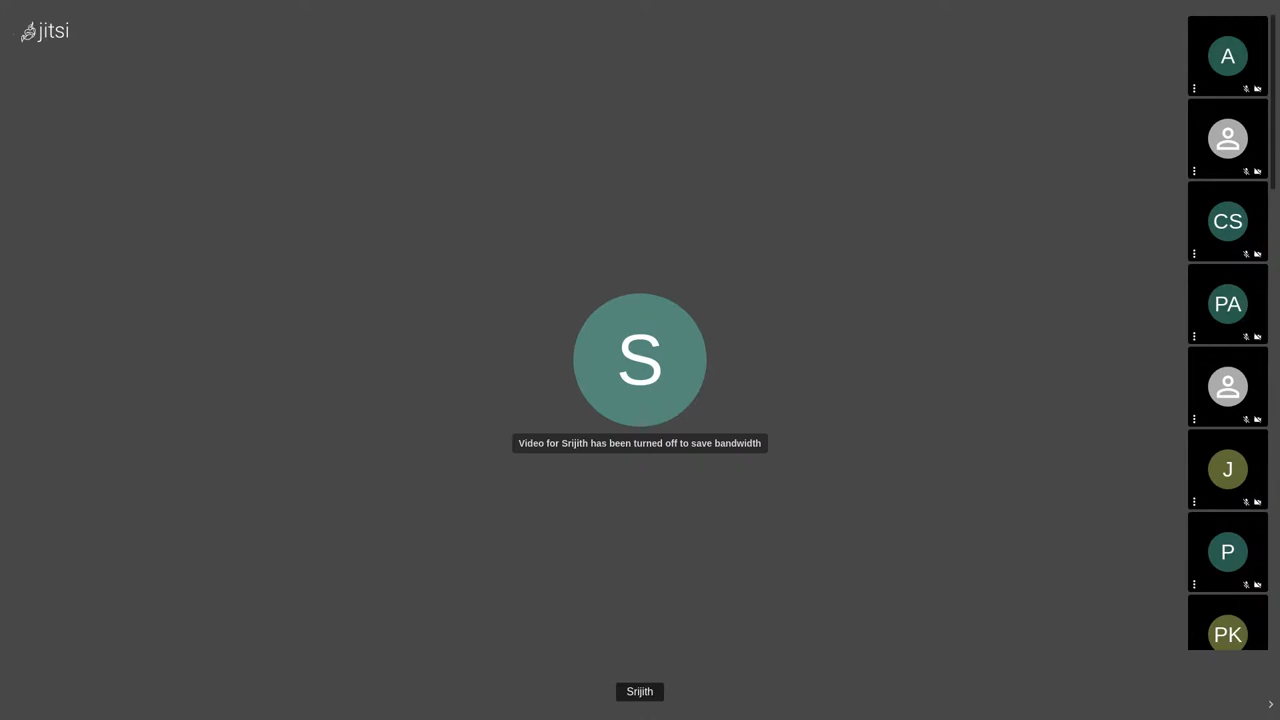 jitsi
A
CS
PA
J
P
PK
S
Video for Srijith has been turned off to save bandwidth
Srijith